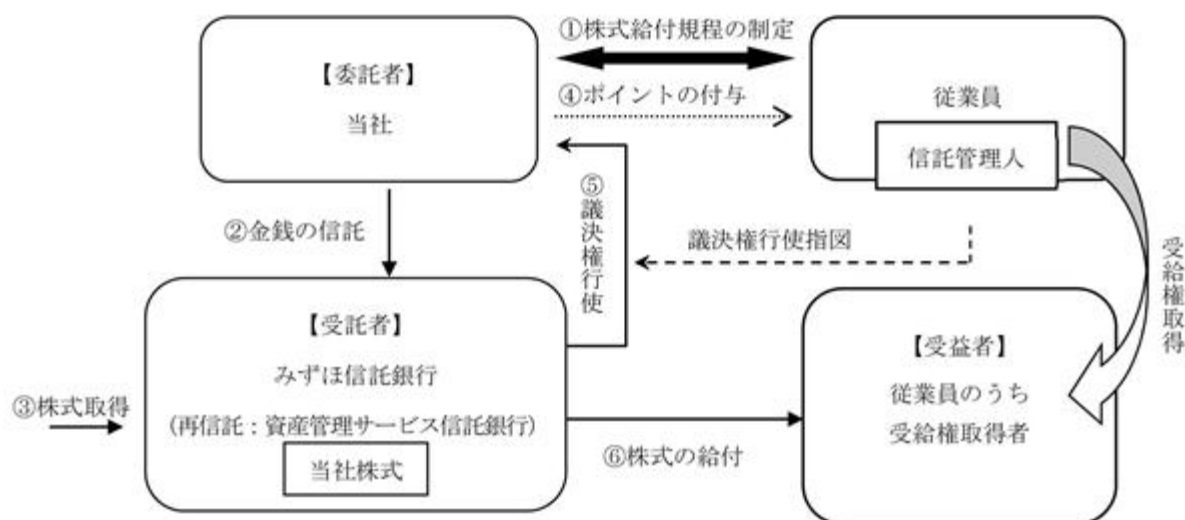 ①株式給付規程の制定
【委託者】
当社
④ポイントの付与
従業員
信託管理人
②金銭の信託
⑤議決権行使
議決権行使指図
受給権取得
【受託者】
みずほ信託銀行
(再信託:資産管理サービス信託銀行)
当社株式
③株式取得
⑥株式の給付
【受益者】
従業員のうち
受給権取得者